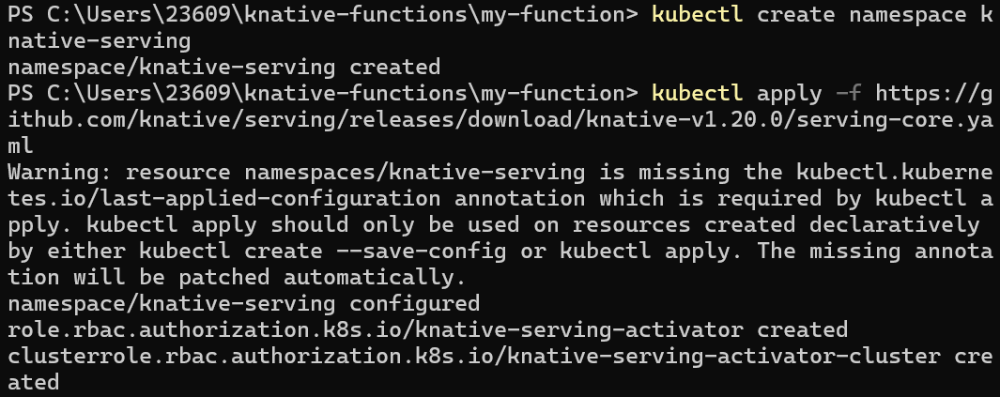 PS C:\Users\23609\knative-functions\my-function> kubectl create namespace k
native-serving
namespace/knative-serving created
PS C:\Users\23609\knative-functions\my-function> kubectl apply -f https://g
ithub.com/knative/serving/releases/download/knative-v1.20.0/serving-core.ya
ml
Warning: resource namespaces/knative-serving is missing the kubectl.kuberne
tes.io/last-applied-configuration annotation which is required by kubectl a
pply. kubectl apply should only be used on resources created declaratively
by either kubectl create --save-config or kubectl apply. The missing annota
tion will be patched automatically.
namespace/knative-serving configured
role.rbac.authorization.k8s.io/knative-serving-activator created
clusterrole.rbac.authorization.k8s.io/knative-serving-activator-cluster cre
ated